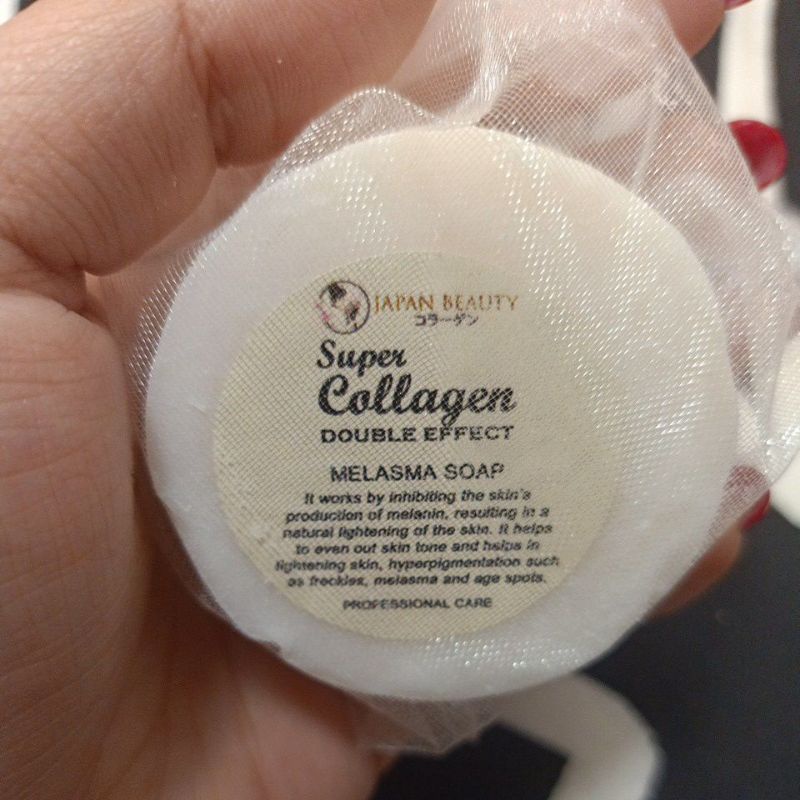 JAPAN BEAUTY
コラーゲン
Super
Collagen
DOUBLE EFFECT
MELASMA SOAP
It works by inhibiting the skin's
production of melanin, resulting in a
natural lightening of the skin. It helps
to even out skin tone and helps in
lightening skin, hyperpigmentation such
as freckles, melasma and age spots.
PROFESSIONAL CARE